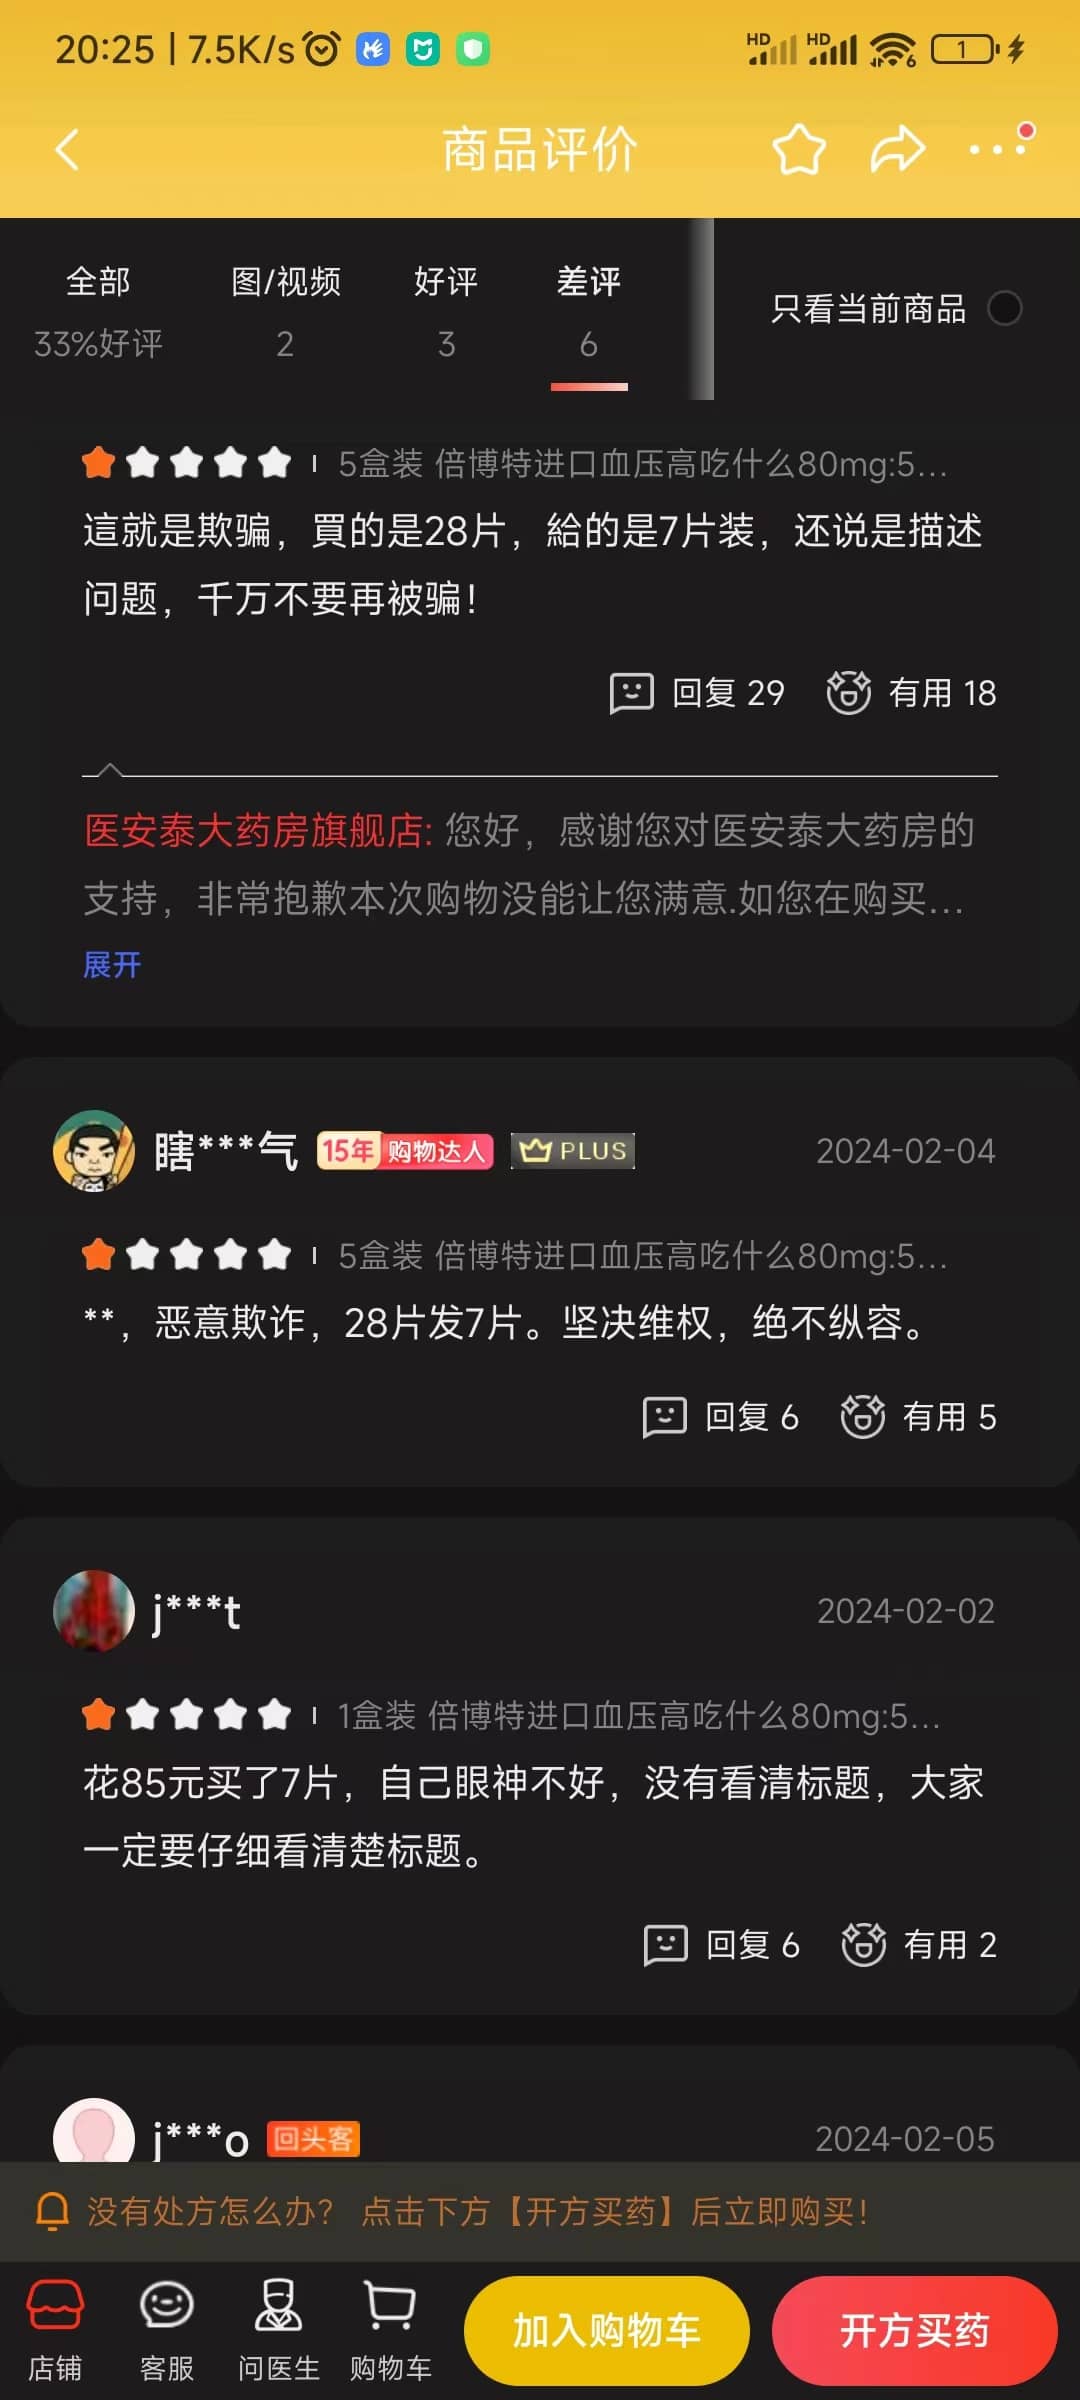 20:25 | 7.5K/s HD HD 6 1
商品评价
全部 图/视频 好评 差评
只看当前商品
33%好评 2 3 6
5盒装 倍博特进口血压高吃什么80mg:5...
這就是欺骗，買的是28片，給的是7片装，还说是描述
问题，千万不要再被骗！
回复 29 有用 18
医安泰大药房旗舰店: 您好，感谢您对医安泰大药房的
支持，非常抱歉本次购物没能让您满意.如您在购买...
展开
瞎***气 15年 购物达人 PLUS 2024-02-04
5盒装 倍博特进口血压高吃什么80mg:5...
**，恶意欺诈，28片发7片。坚决维权，绝不纵容。
回复 6 有用 5
j***t 2024-02-02
1盒装 倍博特进口血压高吃什么80mg:5...
花85元买了7片，自己眼神不好，没有看清标题，大家
一定要仔细看清楚标题。
回复 6 有用 2
j***o 回头客 2024-02-05
没有处方怎么办？ 点击下方【开方买药】后立即购买！
店铺 客服 问医生 购物车 加入购物车 开方买药